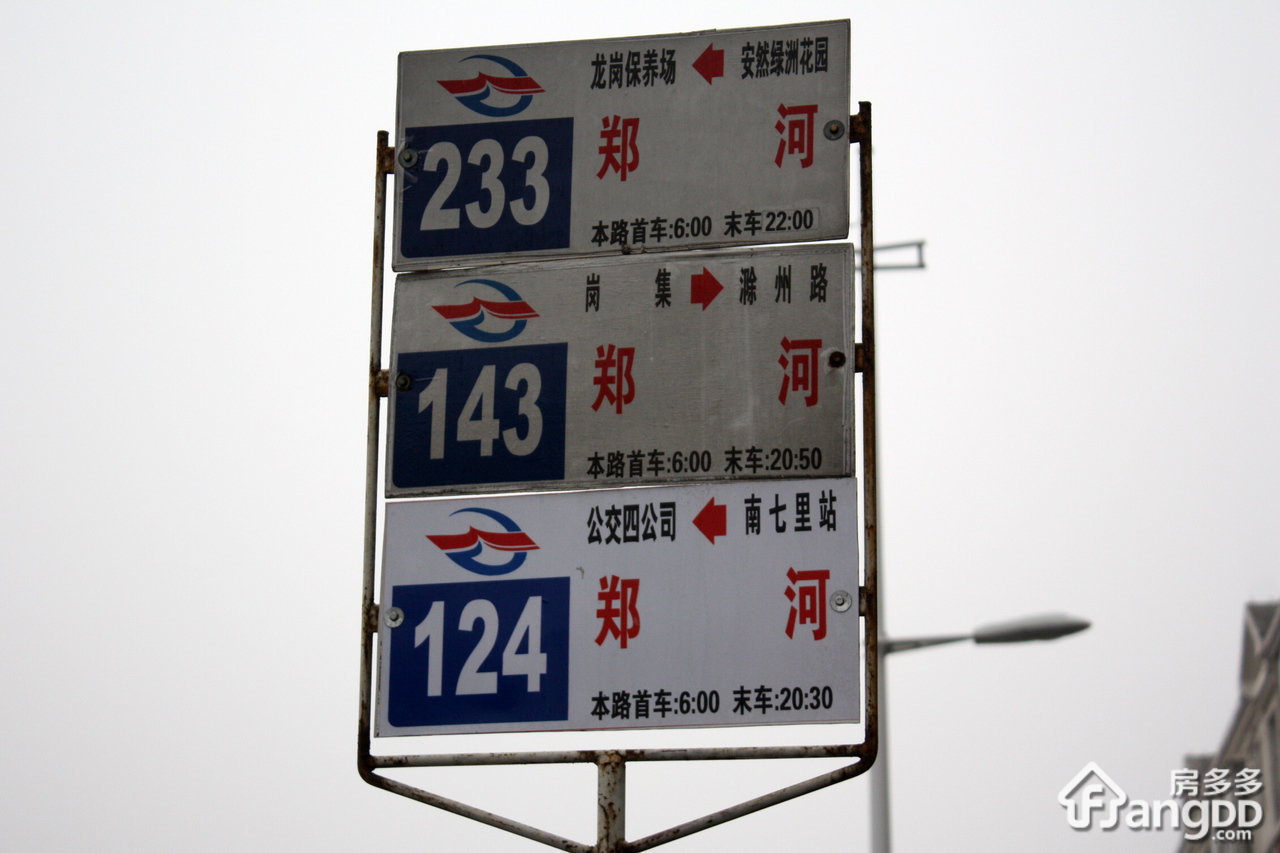 龙岗保养场 安然绿洲花园
233
郑 河
本路首车:6:00 末车22:00
岗 集 滁州路
143
郑 河
本路首车:6:00 末车:20:50
公交四公司 南七里站
124
郑 河
本路首车:6:00 末车:20:30
房多多
FangDD
.com